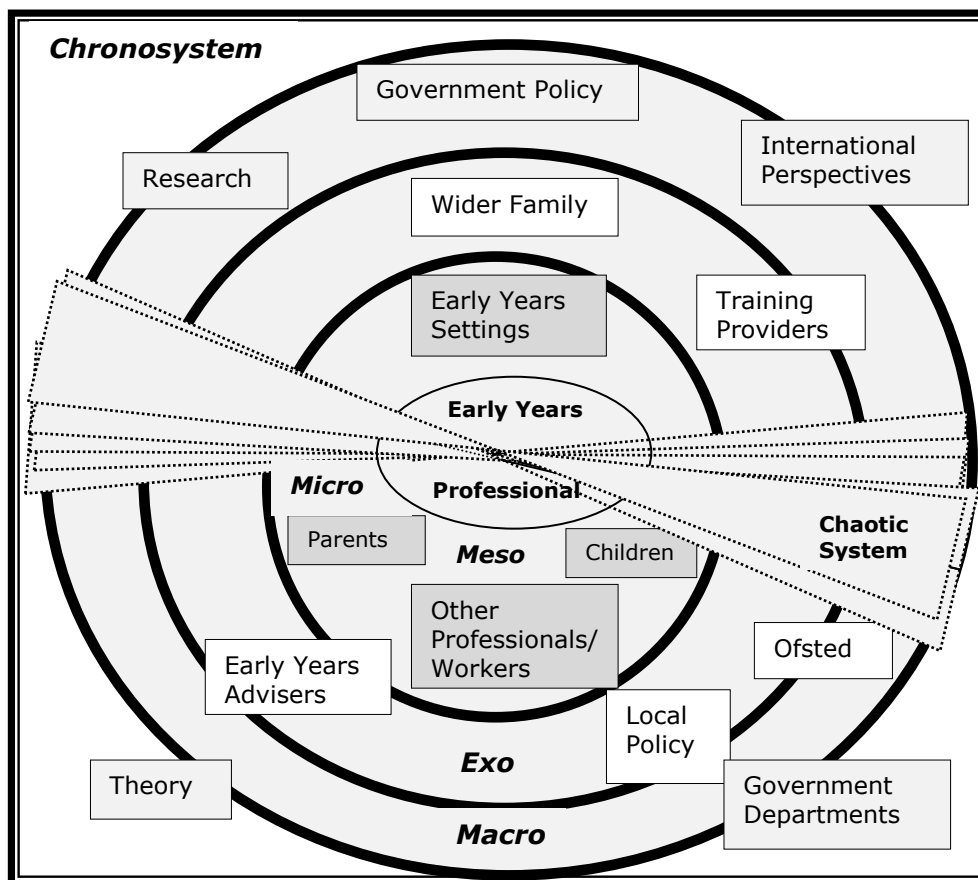 Chronosystem
Government Policy
International
Perspectives
Research
Wider Family
Early Years
Settings
Training
Providers
Early Years
Professional
Micro
Chaotic
System
Parents
Meso
Children
Other
Professionals/
Workers
Ofsted
Early Years
Advisers
Local
Policy
Exo
Theory
Government
Departments
Macro